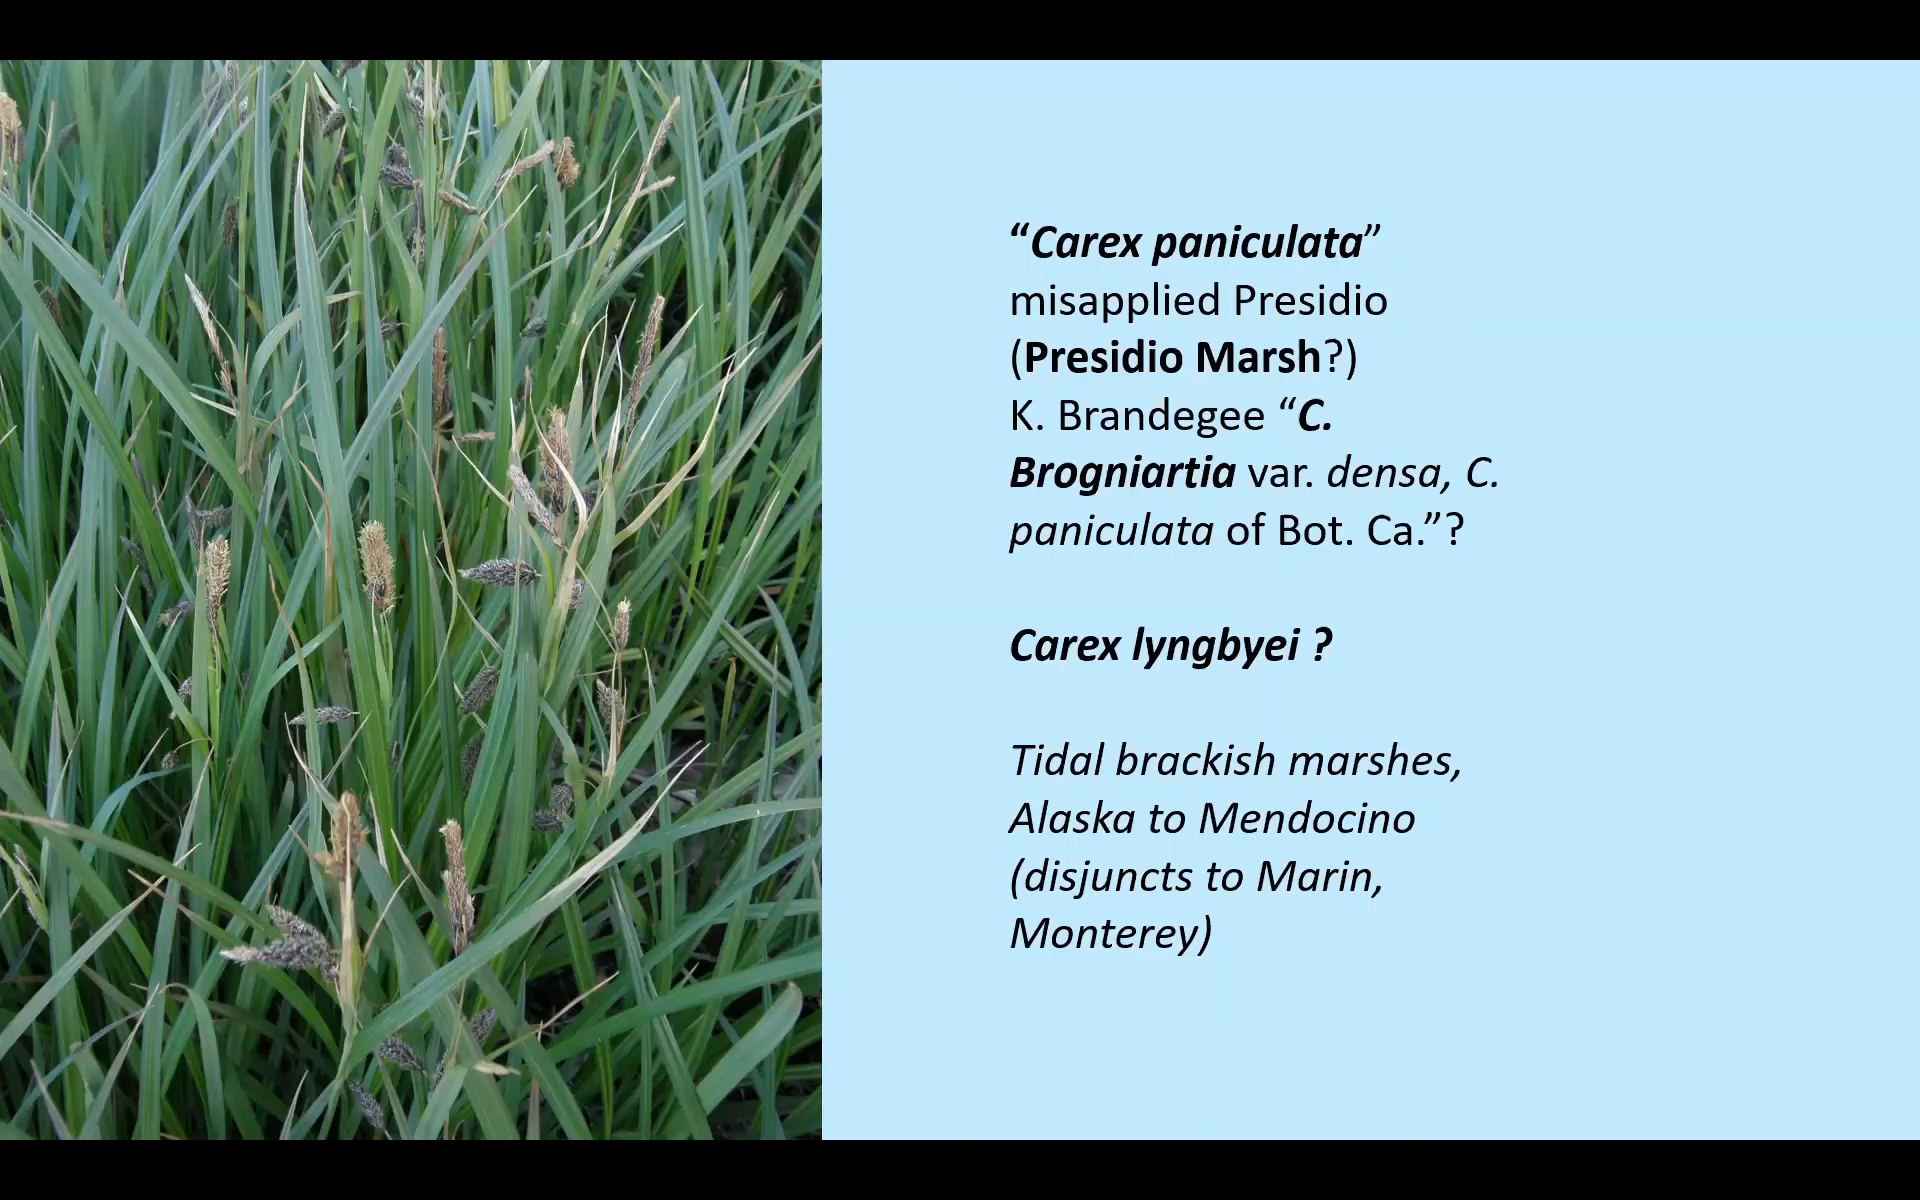 “Carex paniculata”
misapplied Presidio
(Presidio Marsh?)
K. Brandegee “C.
Brogniartia var. densa, C.
paniculata of Bot. Ca.”?
Carex lyngbyei ?
Tidal brackish marshes,
Alaska to Mendocino
(disjuncts to Marin,
Monterey)